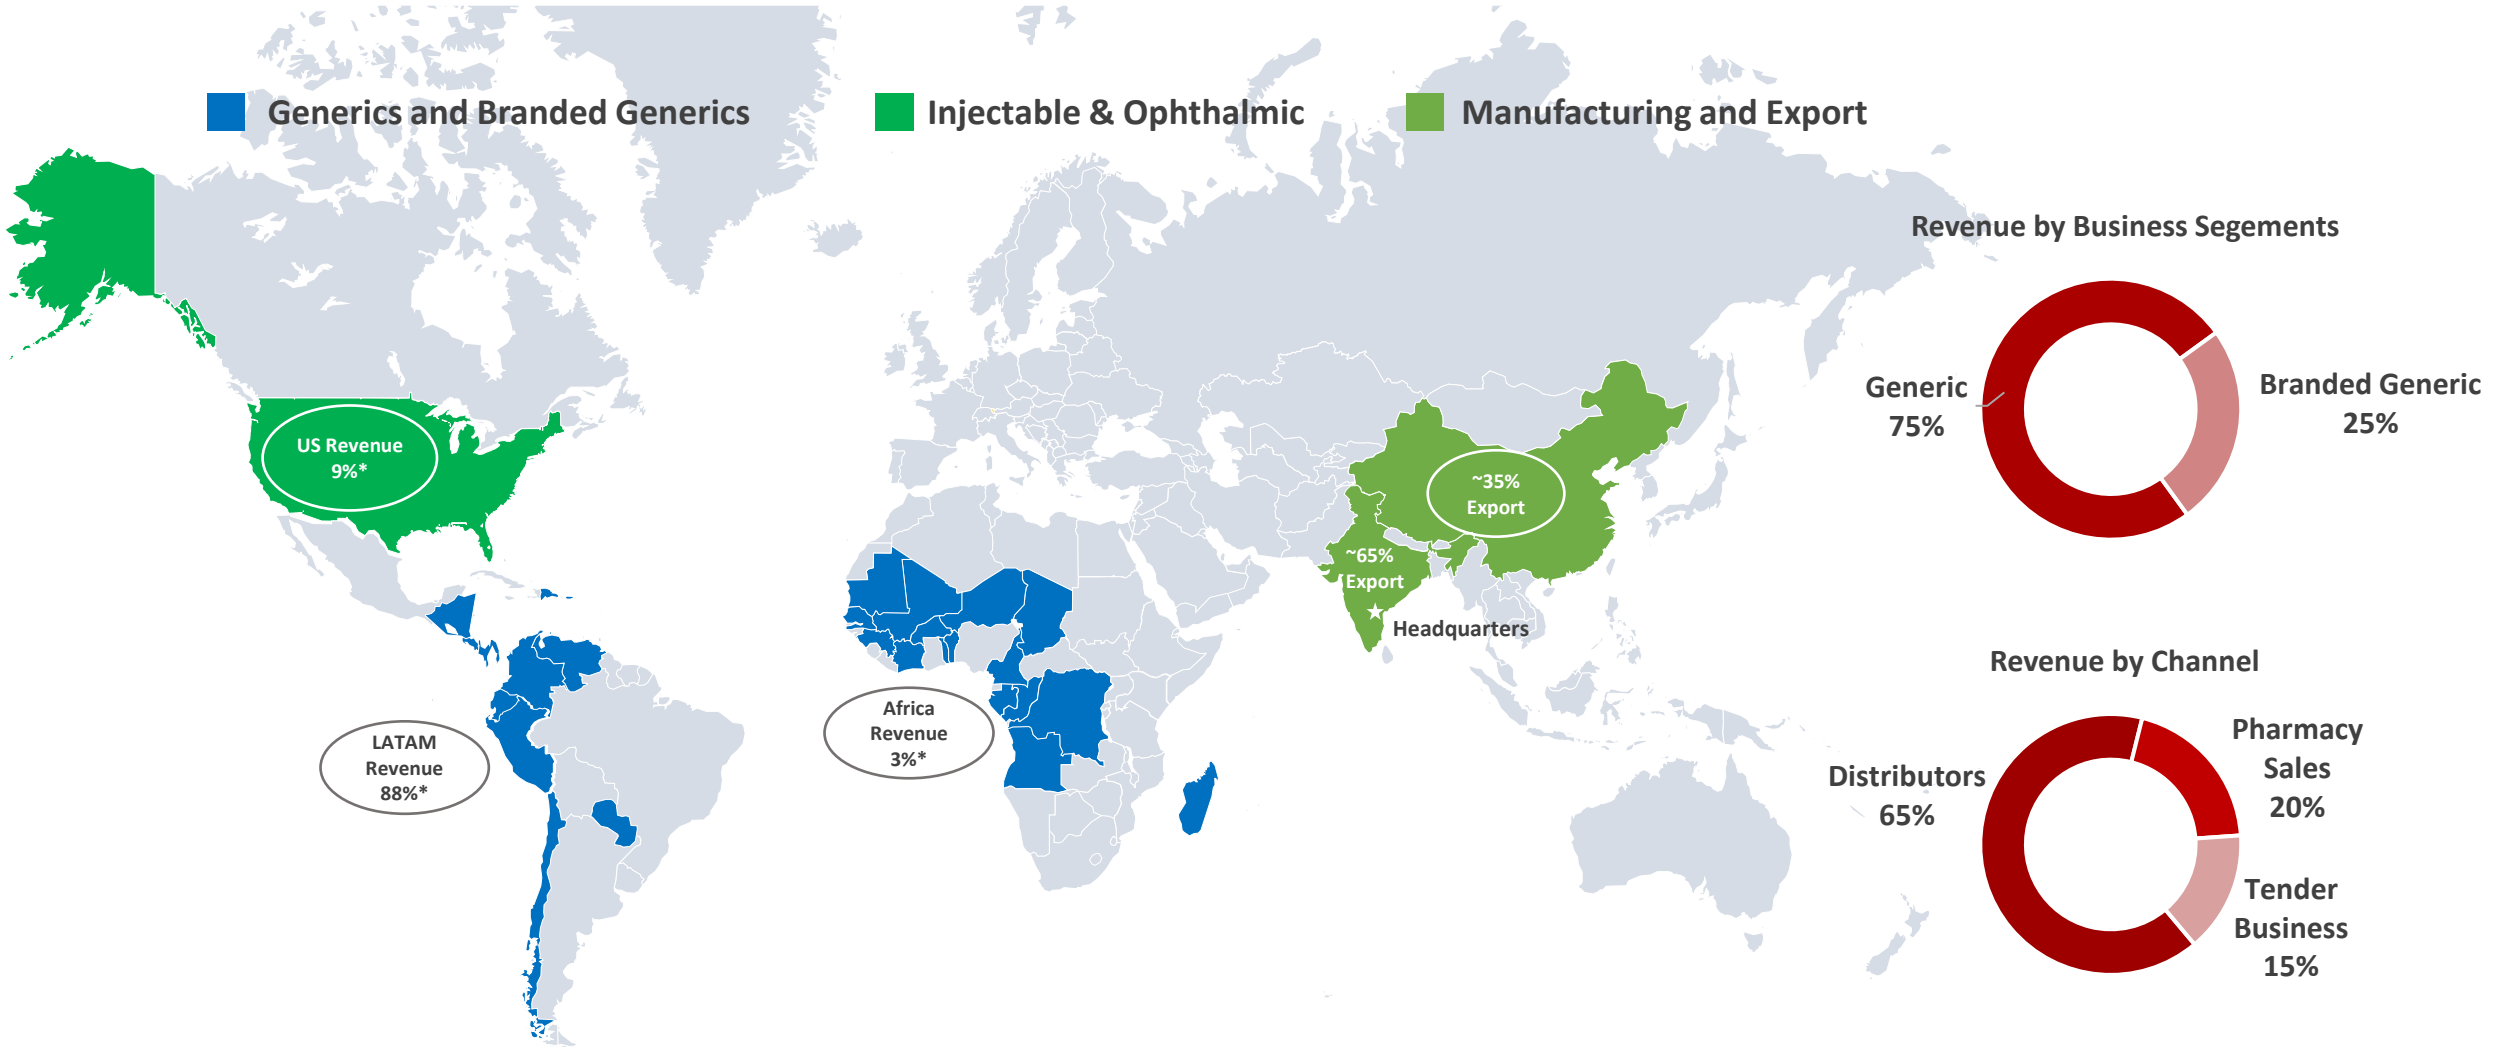 Generics and Branded Generics
Injectable & Ophthalmic
Manufacturing and Export
Revenue by Business Segements
Generic
75%
Branded Generic
25%
US Revenue
9%*
~35%
Export
~65%
Export
Headquarters
LATAM
Revenue
88%*
Africa
Revenue
3%*
Revenue by Channel
Distributors
65%
Pharmacy
Sales
20%
Tender
Business
15%